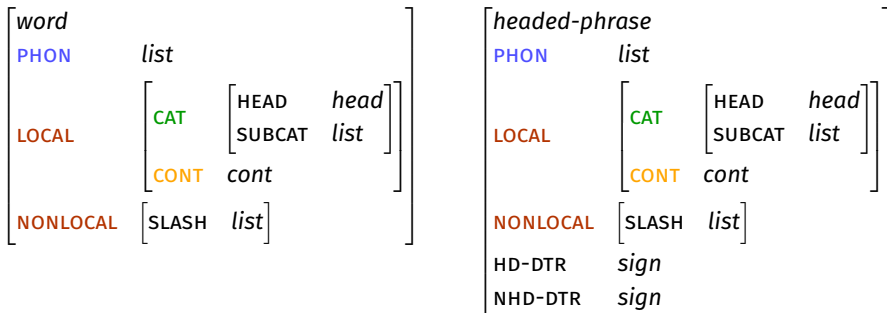 word
PHON list
LOCAL CAT HEAD head
SUBCAT list
CONT cont
NONLOCAL SLASH list
headed-phrase
PHON list
LOCAL CAT HEAD head
SUBCAT list
CONT cont
NONLOCAL SLASH list
HD-DTR sign
NHD-DTR sign